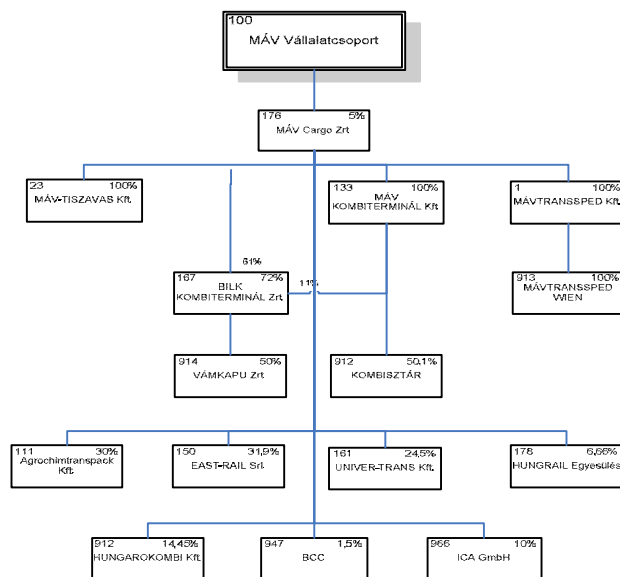 100
MÁV Vállalatcsoport
176 5%
MÁV Cargo Zrt
23 100%
MÁV-TISZAVAS Kft.
133 100%
MÁV
KOMBITERMINÁL Kft.
1 100%
MÁVTRANSSPED Kft.
61%
167 72%
BILK
KOMBITERMINÁL Zrt.
11%
913 100%
MÁVTRANSSPED
WIEN
914 50%
VÁMKAPU Zrt
912 50,1%
KOMBISZTÁR
111 30%
Agrochimtranspack
Kft.
150 31,9%
EAST-RAIL Srl.
161 24,5%
UNIVER-TRANS Kft.
178 6,66%
HUNGRAIL Egyesülés
912 14,45%
HUNGAROKOMBI Kft.
947 1,5%
BCC
966 10%
ICA GmbH